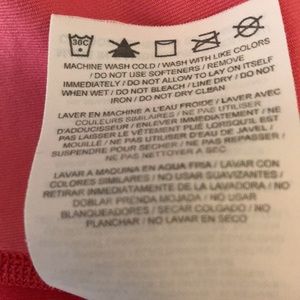 30C
MACHINE WASH COLD / WASH WITH LIKE COLORS
/ DO NOT USE SOFTENERS / REMOVE
IMMEDIATELY / DO NOT ALLOW TO LAY ON ITSELF
WHEN WET / DO NOT BLEACH / LINE DRY / DO NOT
IRON / DO NOT DRY CLEAN
LAVER EN MACHINE A L'EAU FROIDE / LAVER AVEC
COULEURS SIMILAIRES / NE PAS UTILISER
D'ADOUCISSEUR / ENLEVER IMMEDIATEMENT / NE
PAS LAISSER LE VÊTEMENT PLIÉ LORSQU'IL EST
MOUILLÉ / NE PAS UTILISER D'EAU DE JAVEL /
SUSPENDRE POUR SECHER / NE PAS REPASSER /
NE PAS NETTOYER A SEC
LAVAR A MAQUINA EN AGUA FRIA / LAVAR CON
COLORES SIMILARES / NO USAR SUAVIZANTES /
RETIRAR IMMEDIATAMENTE DE LA LAVADORA / NO
DOBLAR PRENDA MOJADA / NO USAR
BLANQUEADORES / SECAR COLGADO / NO
PLANCHAR / NO LAVAR EN SECO